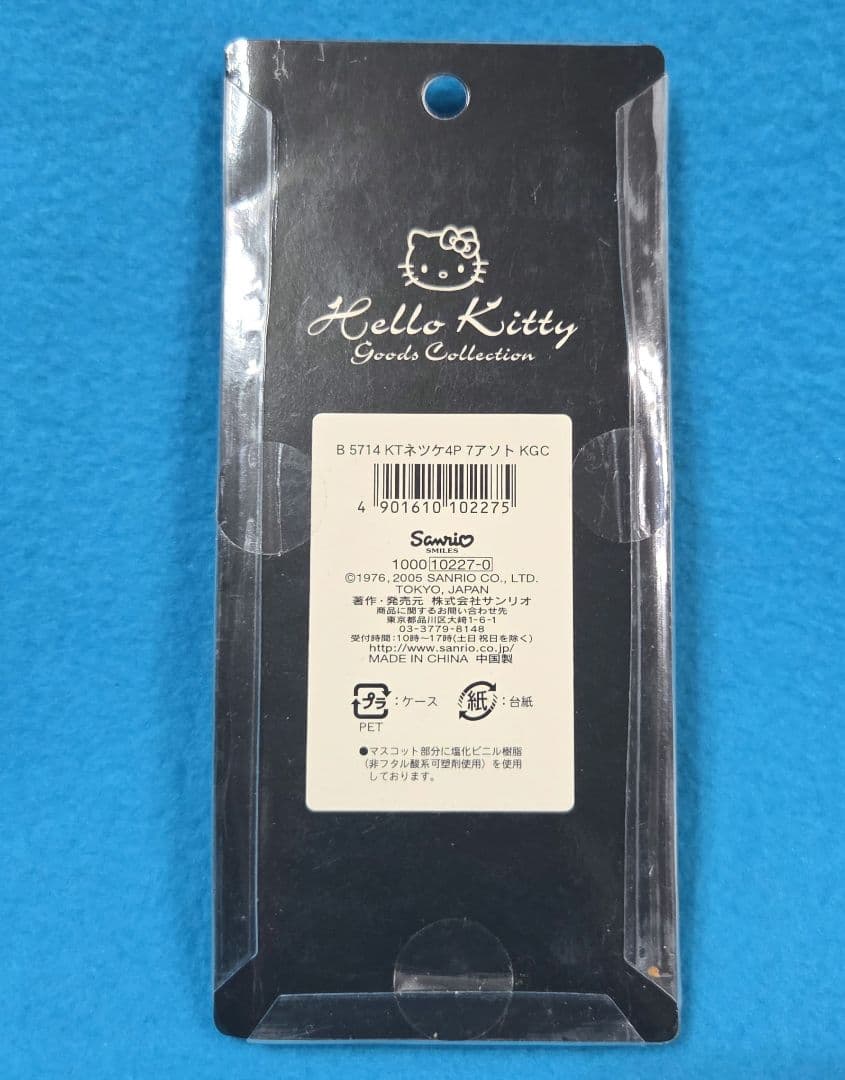 Hello Kitty
Goods Collection
B 5714 KTネツケ4P 7アソト KGC
4 901610 102275
Sanrio
SMILES
1000 10227-0
©1976, 2005 SANRIO CO., LTD.
TOKYO, JAPAN
著作・発売元 株式会社サンリオ
商品に関するお問い合わせ先
東京都品川区大崎1-6-1
03-3779-8148
受付時間:10時〜17時(土日祝日を除く)
http://www.sanrio.co.jp/
MADE IN CHINA 中国製
プラ:ケース 紙:台紙
PET
●マスコット部分に塩化ビニル樹脂
(非フタル酸系可塑剤使用)を使用
しております。